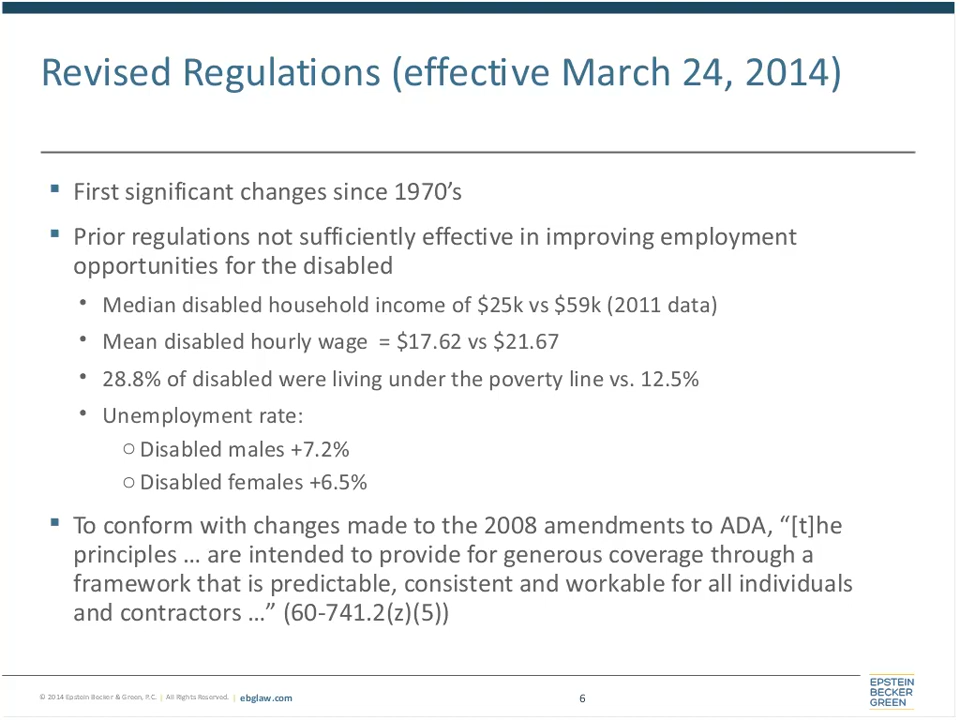 Revised Regulations (effective March 24, 2014)
▪ First significant changes since 1970’s
▪ Prior regulations not sufficiently effective in improving employment
opportunities for the disabled
• Median disabled household income of $25k vs $59k (2011 data)
• Mean disabled hourly wage = $17.62 vs $21.67
• 28.8% of disabled were living under the poverty line vs. 12.5%
• Unemployment rate:
○ Disabled males +7.2%
○ Disabled females +6.5%
▪ To conform with changes made to the 2008 amendments to ADA, “[t]he
principles … are intended to provide for generous coverage through a
framework that is predictable, consistent and workable for all individuals
and contractors …” (60-741.2(z)(5))
© 2014 Epstein Becker & Green, P.C. | All Rights Reserved. | ebglaw.com
6
EPSTEIN
BECKER
GREEN